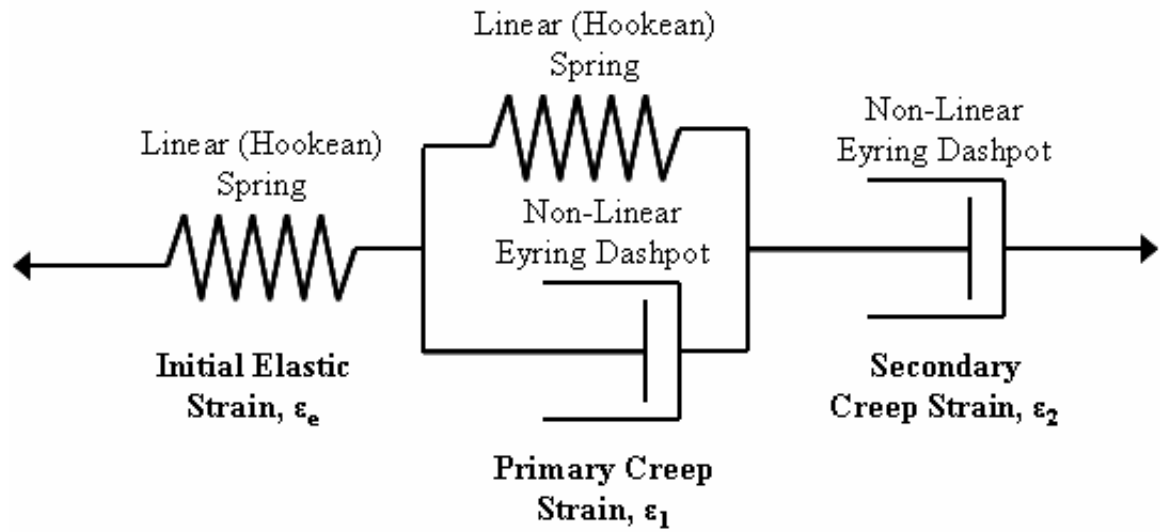 Linear (Hookean)
Spring
Linear (Hookean)
Spring
Non-Linear
Eyring Dashpot
Non-Linear
Eyring Dashpot
Initial Elastic
Strain, εe
Primary Creep
Strain, ε1
Secondary
Creep Strain, ε2